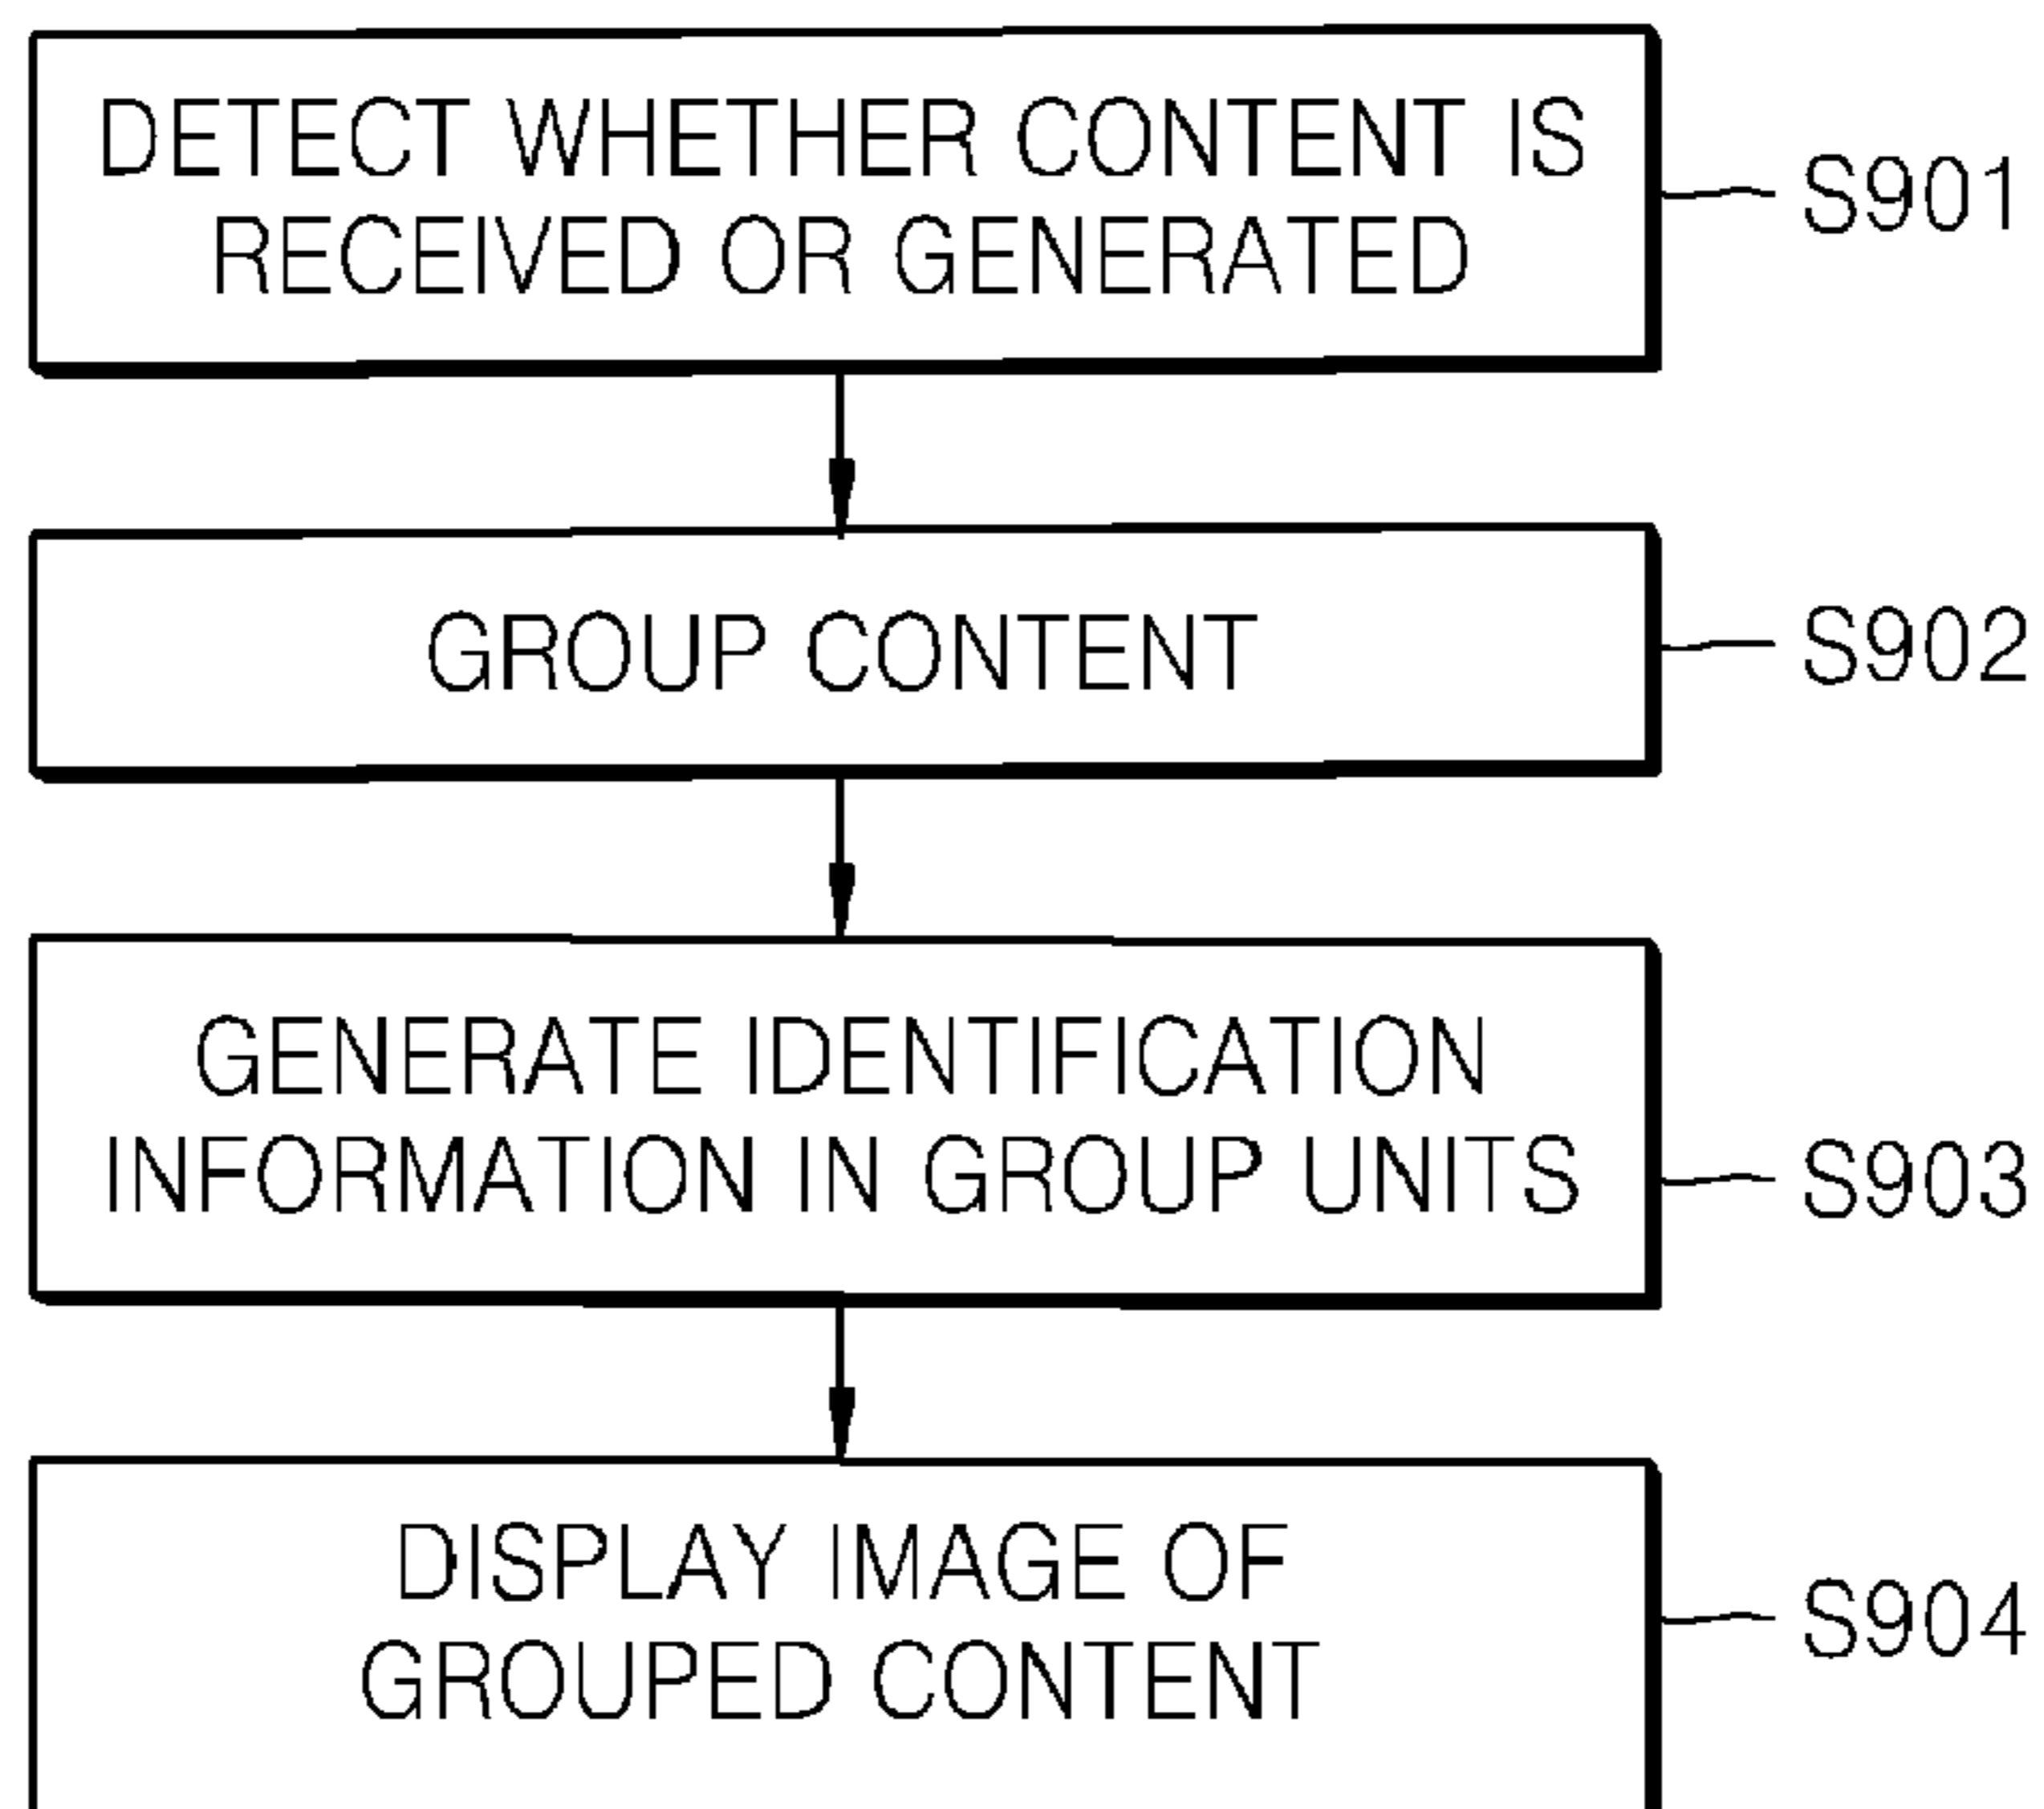 DETECT WHETHER CONTENT IS
RECEIVED OR GENERATED
S901
GROUP CONTENT
S902
GENERATE IDENTIFICATION
INFORMATION IN GROUP UNITS
S903
DISPLAY IMAGE OF
GROUPED CONTENT
S904